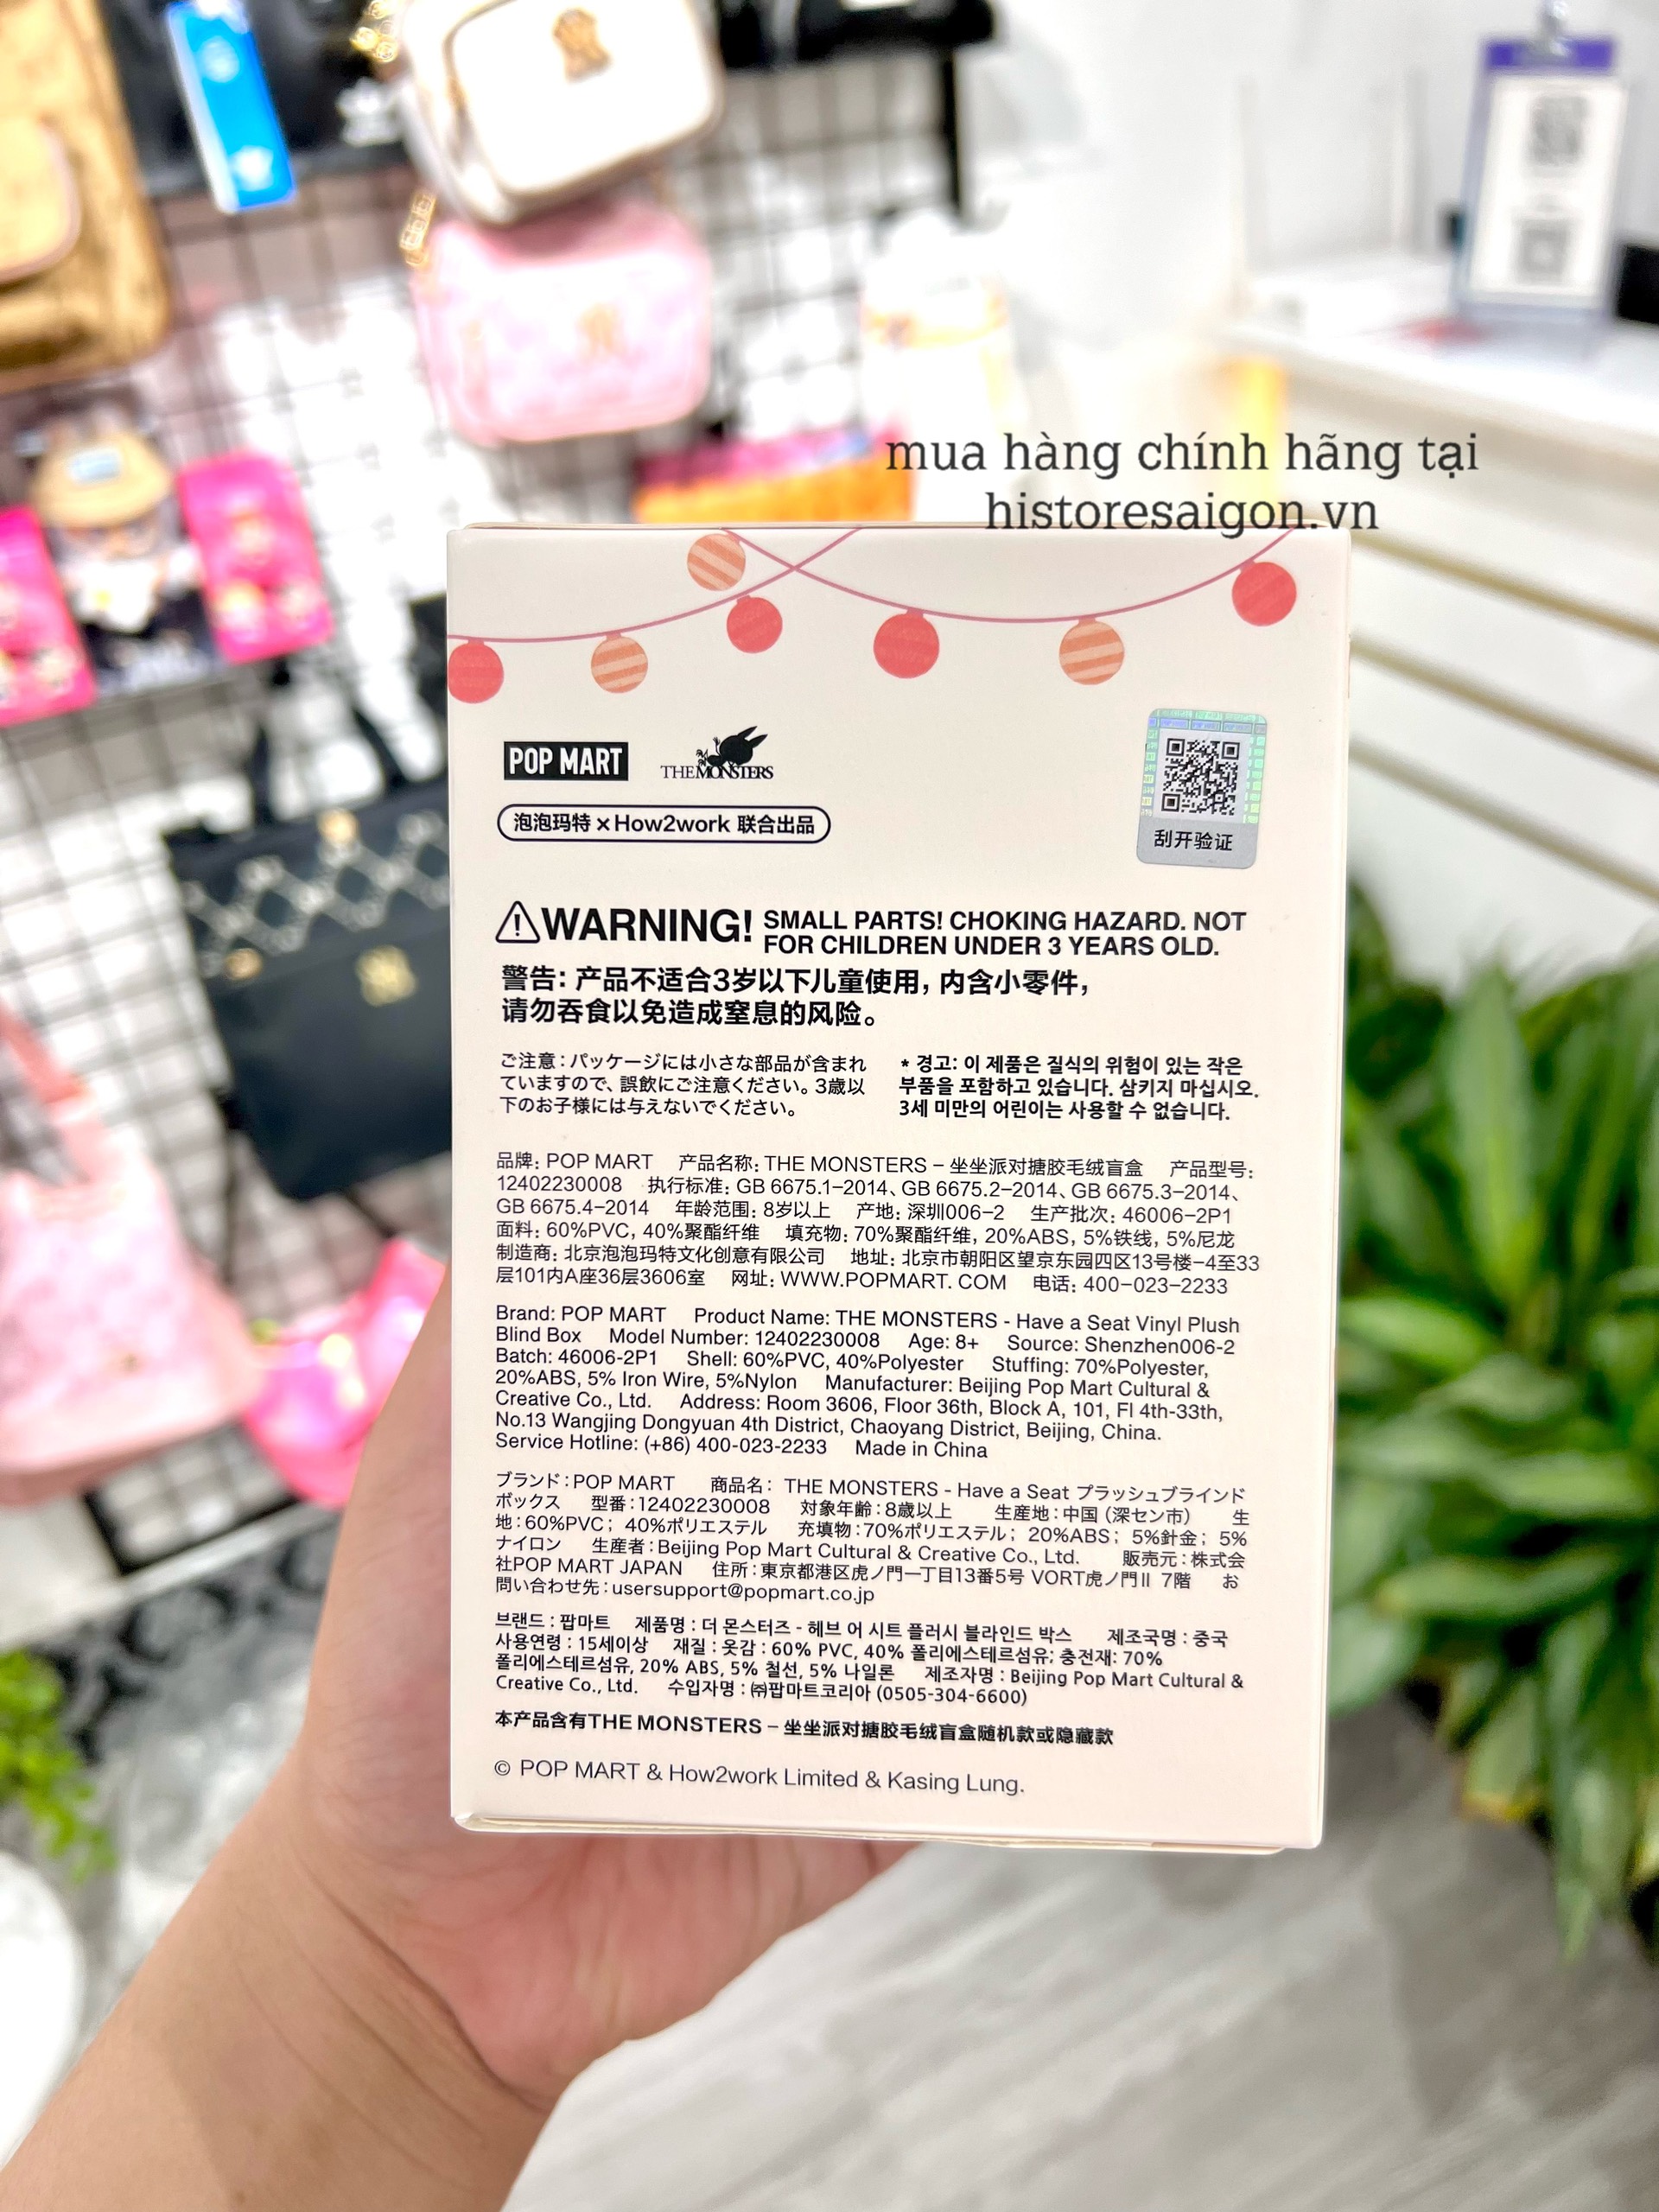 mua hàng chính hãng tại
historesaigon.vn
POP MART THE MONSTERS
泡泡玛特 × How2work 联合出品
刮开验证
WARNING! SMALL PARTS! CHOKING HAZARD. NOT
FOR CHILDREN UNDER 3 YEARS OLD.
警告: 产品不适合3岁以下儿童使用, 内含小零件,
请勿吞食以免造成窒息的风险。
ご注意：パッケージには小さな部品が含まれ
ていますので、誤飲にご注意ください。3歳以
下のお子様には与えないでください。
* 경고: 이 제품은 질식의 위험이 있는 작은
부품을 포함하고 있습니다. 삼키지 마십시오.
3세 미만의 어린이는 사용할 수 없습니다.
品牌: POP MART 产品名称: THE MONSTERS – 坐坐派对搪胶毛绒盲盒 产品型号:
12402230008 执行标准: GB 6675.1–2014、GB 6675.2–2014、GB 6675.3–2014、
GB 6675.4–2014 年龄范围: 8岁以上 产地: 深圳006–2 生产批次: 46006–2P1
面料: 60%PVC, 40%聚酯纤维 填充物: 70%聚酯纤维, 20%ABS, 5%铁线, 5%尼龙
制造商: 北京泡泡玛特文化创意有限公司 地址: 北京市朝阳区望京东园四区13号楼–4至33
层101内A座36层3606室 网址: WWW.POPMART. COM 电话: 400–023–2233
Brand: POP MART Product Name: THE MONSTERS - Have a Seat Vinyl Plush
Blind Box Model Number: 12402230008 Age: 8+ Source: Shenzhen006-2
Batch: 46006-2P1 Shell: 60%PVC, 40%Polyester Stuffing: 70%Polyester,
20%ABS, 5% Iron Wire, 5%Nylon Manufacturer: Beijing Pop Mart Cultural &
Creative Co., Ltd. Address: Room 3606, Floor 36th, Block A, 101, Fl 4th-33th,
No.13 Wangjing Dongyuan 4th District, Chaoyang District, Beijing, China.
Service Hotline: (+86) 400-023-2233 Made in China
ブランド：POP MART 商品名： THE MONSTERS - Have a Seat プラッシュブラインド
ボックス 型番：12402230008 対象年齢：8歳以上 生産地：中国（深セン市） 生
地：60%PVC； 40%ポリエステル 充填物：70%ポリエステル； 20%ABS； 5%針金； 5%
ナイロン 生産者：Beijing Pop Mart Cultural & Creative Co., Ltd. 販売元：株式会
社POP MART JAPAN 住所：東京都港区虎ノ門一丁目13番5号 VORT虎ノ門Ⅱ 7階 お
問い合わせ先：usersupport@popmart.co.jp
브랜드 : 팝마트 제품명 : 더 몬스터즈 - 헤브 어 시트 플러시 블라인드 박스 제조국명 : 중국
사용연령 : 15세이상 재질 : 옷감 : 60% PVC, 40% 폴리에스테르섬유; 충전재: 70%
폴리에스테르섬유, 20% ABS, 5% 철선, 5% 나일론 제조자명 : Beijing Pop Mart Cultural &
Creative Co., Ltd. 수입자명 : ㈜팝마트코리아 (0505-304-6600)
本产品含有THE MONSTERS – 坐坐派对搪胶毛绒盲盒随机款或隐藏款
© POP MART & How2work Limited & Kasing Lung.